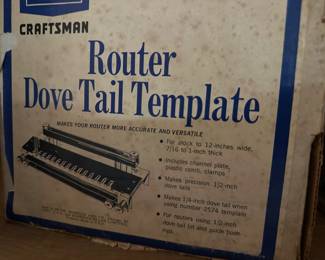 CRAFTSMAN
Router
Dove Tail Template
MAKES YOUR ROUTER MORE ACCURATE AND VERSATILE
• For stock to 12-inches wide,
7/16 to 1-inch thick
• Includes channel plate,
plastic comb, clamps
• Makes precision 1/2-inch
dove tails
• Makes 1/4-inch dove tail when
using number 2574 template
• For routers using 1/2-inch
dove tail bit and guide bush-
ings.